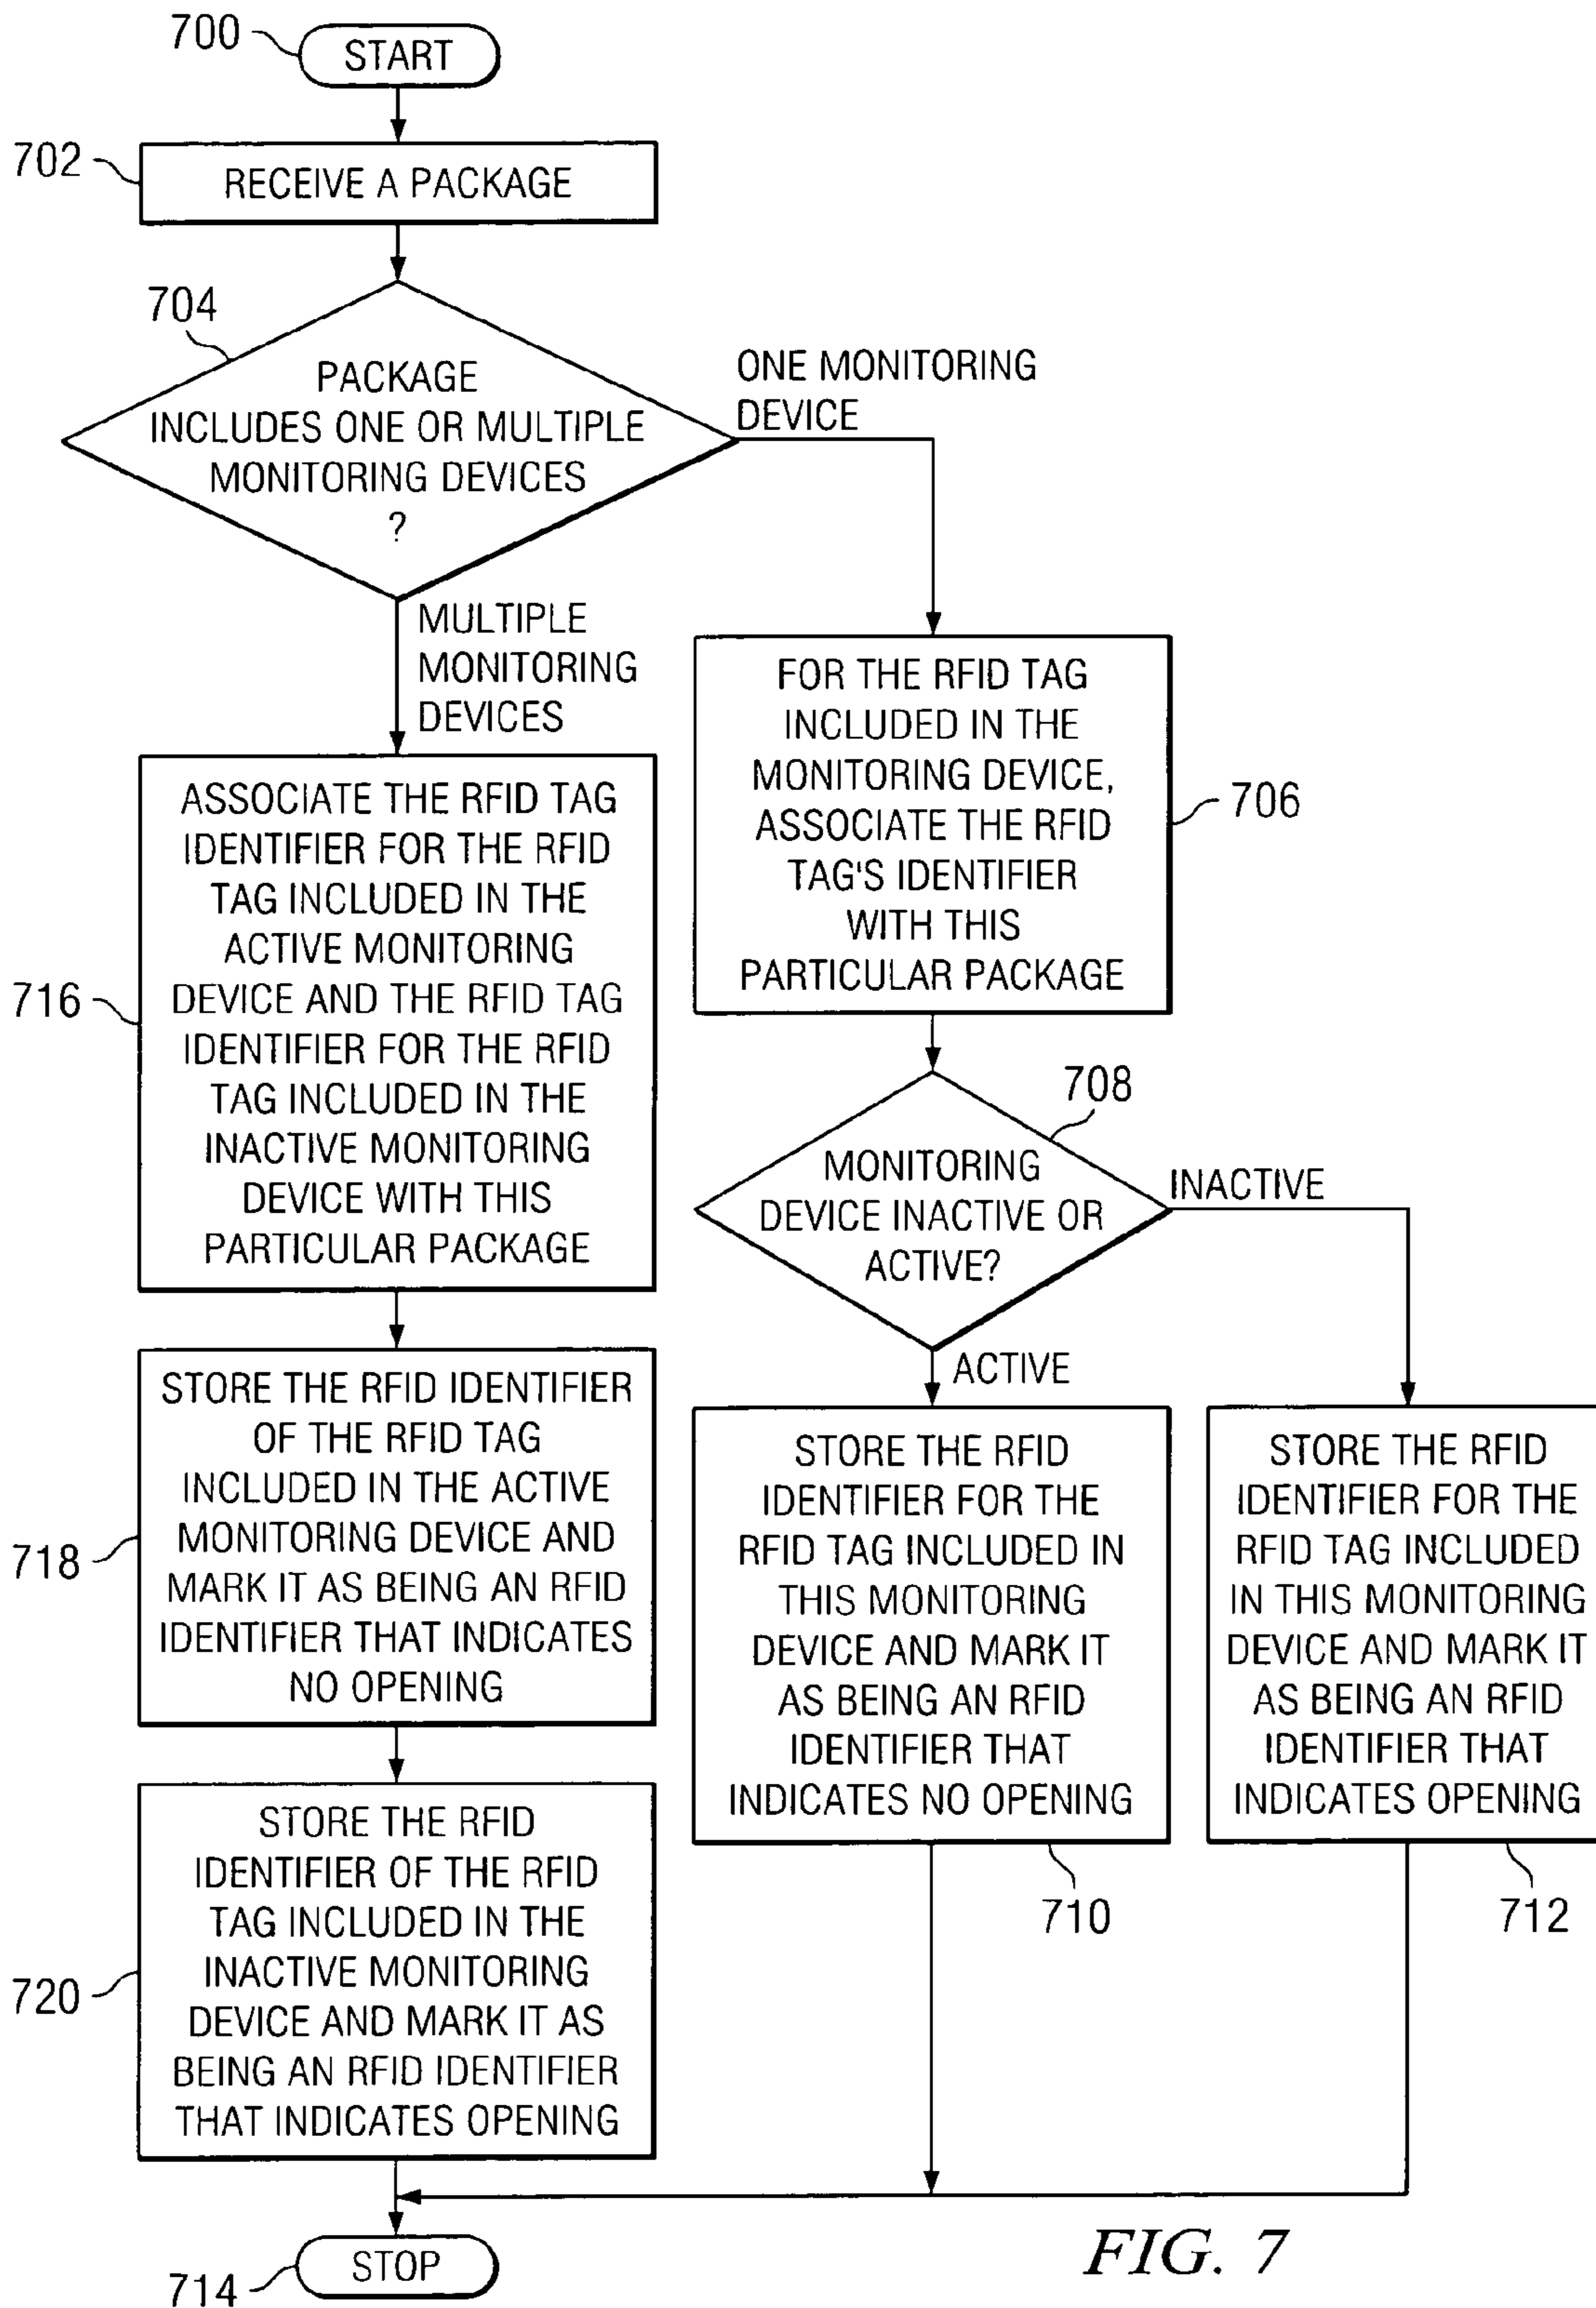 700
START
702
RECEIVE A PACKAGE
704
PACKAGE
INCLUDES ONE OR MULTIPLE
MONITORING DEVICES
?
ONE MONITORING
DEVICE
MULTIPLE
MONITORING
DEVICES
FOR THE RFID TAG
INCLUDED IN THE
MONITORING DEVICE,
ASSOCIATE THE RFID
TAG'S IDENTIFIER
WITH THIS
PARTICULAR PACKAGE
706
708
MONITORING
DEVICE INACTIVE OR
ACTIVE?
INACTIVE
ACTIVE
STORE THE RFID
IDENTIFIER FOR THE
RFID TAG INCLUDED IN
THIS MONITORING
DEVICE AND MARK IT
AS BEING AN RFID
IDENTIFIER THAT
INDICATES NO OPENING
710
STORE THE RFID
IDENTIFIER FOR THE
RFID TAG INCLUDED
IN THIS MONITORING
DEVICE AND MARK IT
AS BEING AN RFID
IDENTIFIER THAT
INDICATES OPENING
712
716
ASSOCIATE THE RFID TAG
IDENTIFIER FOR THE RFID
TAG INCLUDED IN THE
ACTIVE MONITORING
DEVICE AND THE RFID TAG
IDENTIFIER FOR THE RFID
TAG INCLUDED IN THE
INACTIVE MONITORING
DEVICE WITH THIS
PARTICULAR PACKAGE
718
STORE THE RFID IDENTIFIER
OF THE RFID TAG
INCLUDED IN THE ACTIVE
MONITORING DEVICE AND
MARK IT AS BEING AN RFID
IDENTIFIER THAT INDICATES
NO OPENING
720
STORE THE RFID
IDENTIFIER OF THE RFID
TAG INCLUDED IN THE
INACTIVE MONITORING
DEVICE AND MARK IT AS
BEING AN RFID IDENTIFIER
THAT INDICATES OPENING
714
STOP
FIG. 7